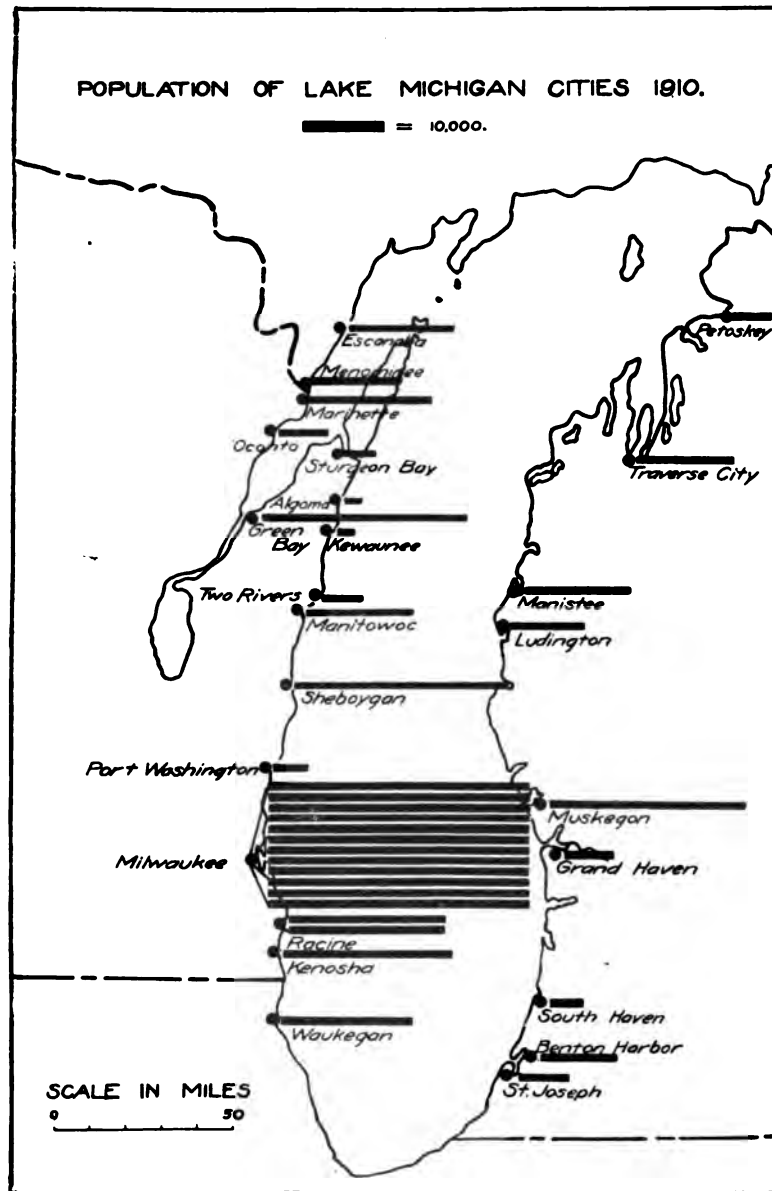 POPULATION OF LAKE MICHIGAN CITIES 1910.
= 10,000.
Petoskey
Escanaba
Menominee
Marinette
Oconto
Sturgeon Bay
Traverse City
Algoma
Green
Bay
Kewaunee
Two Rivers
Manistee
Manitowoc
Ludington
Sheboygan
Port Washington
Muskegon
Milwaukee
Grand Haven
Racine
Kenosha
South Haven
Waukegan
Benton Harbor
St. Joseph
SCALE IN MILES
0 50